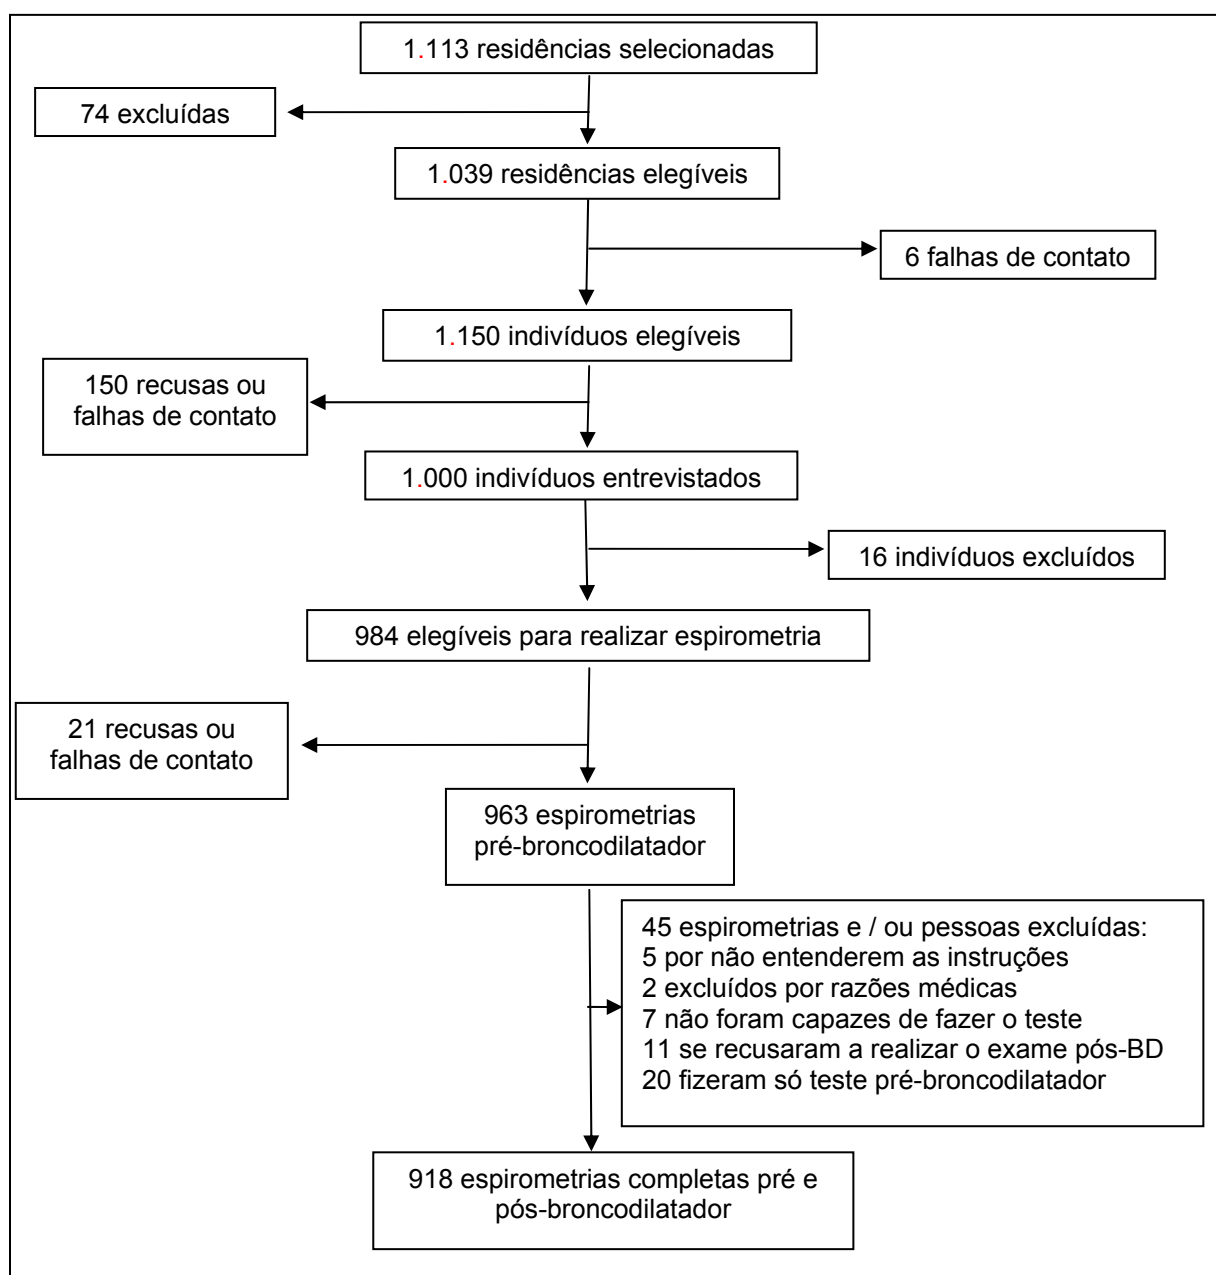 1.113 residências selecionadas
74 excluídas
1.039 residências elegíveis
6 falhas de contato
1.150 indivíduos elegíveis
150 recusas ou
falhas de contato
1.000 indivíduos entrevistados
16 indivíduos excluídos
984 elegíveis para realizar espirometria
21 recusas ou
falhas de contato
963 espirometrias
pré-broncodilatador
45 espirometrias e / ou pessoas excluídas:
5 por não entenderem as instruções
2 excluídos por razões médicas
7 não foram capazes de fazer o teste
11 se recusaram a realizar o exame pós-BD
20 fizeram só teste pré-broncodilatador
918 espirometrias completas pré e
pós-broncodilatador